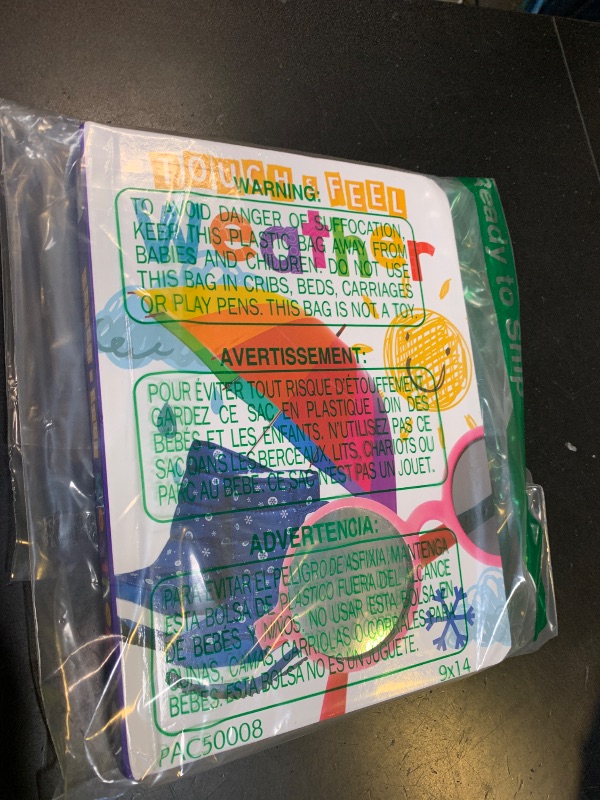 TOUCH & FEEL
Weather
WARNING:
TO AVOID DANGER OF SUFFOCATION,
KEEP THIS PLASTIC BAG AWAY FROM
BABIES AND CHILDREN. DO NOT USE
THIS BAG IN CRIBS, BEDS, CARRIAGES
OR PLAY PENS. THIS BAG IS NOT A TOY.
AVERTISSEMENT:
POUR ÉVITER TOUT RISQUE D'ÉTOUFFEMENT,
GARDEZ CE SAC EN PLASTIQUE LOIN DES
BÉBÉS ET LES ENFANTS. N'UTILISEZ PAS CE
SAC DANS LES BERCEAUX, LITS, CHARIOTS OU
PARC AU BÉBÉ. CE SAC N'EST PAS UN JOUET.
ADVERTENCIA:
PARA EVITAR EL PELIGRO DE ASFIXIA, MANTENGA
ESTA BOLSA DE PLASTICO FUERA DEL ALCANCE
DE BEBÉS Y NIÑOS. NO USAR ESTA BOLSA EN
CUNAS, CAMAS, CARRIOLAS O CORRALES PARA
BEBÉS. ESTA BOLSA NO ES UN JUGUETE.
9x14
PAC50008
Ready to Ship